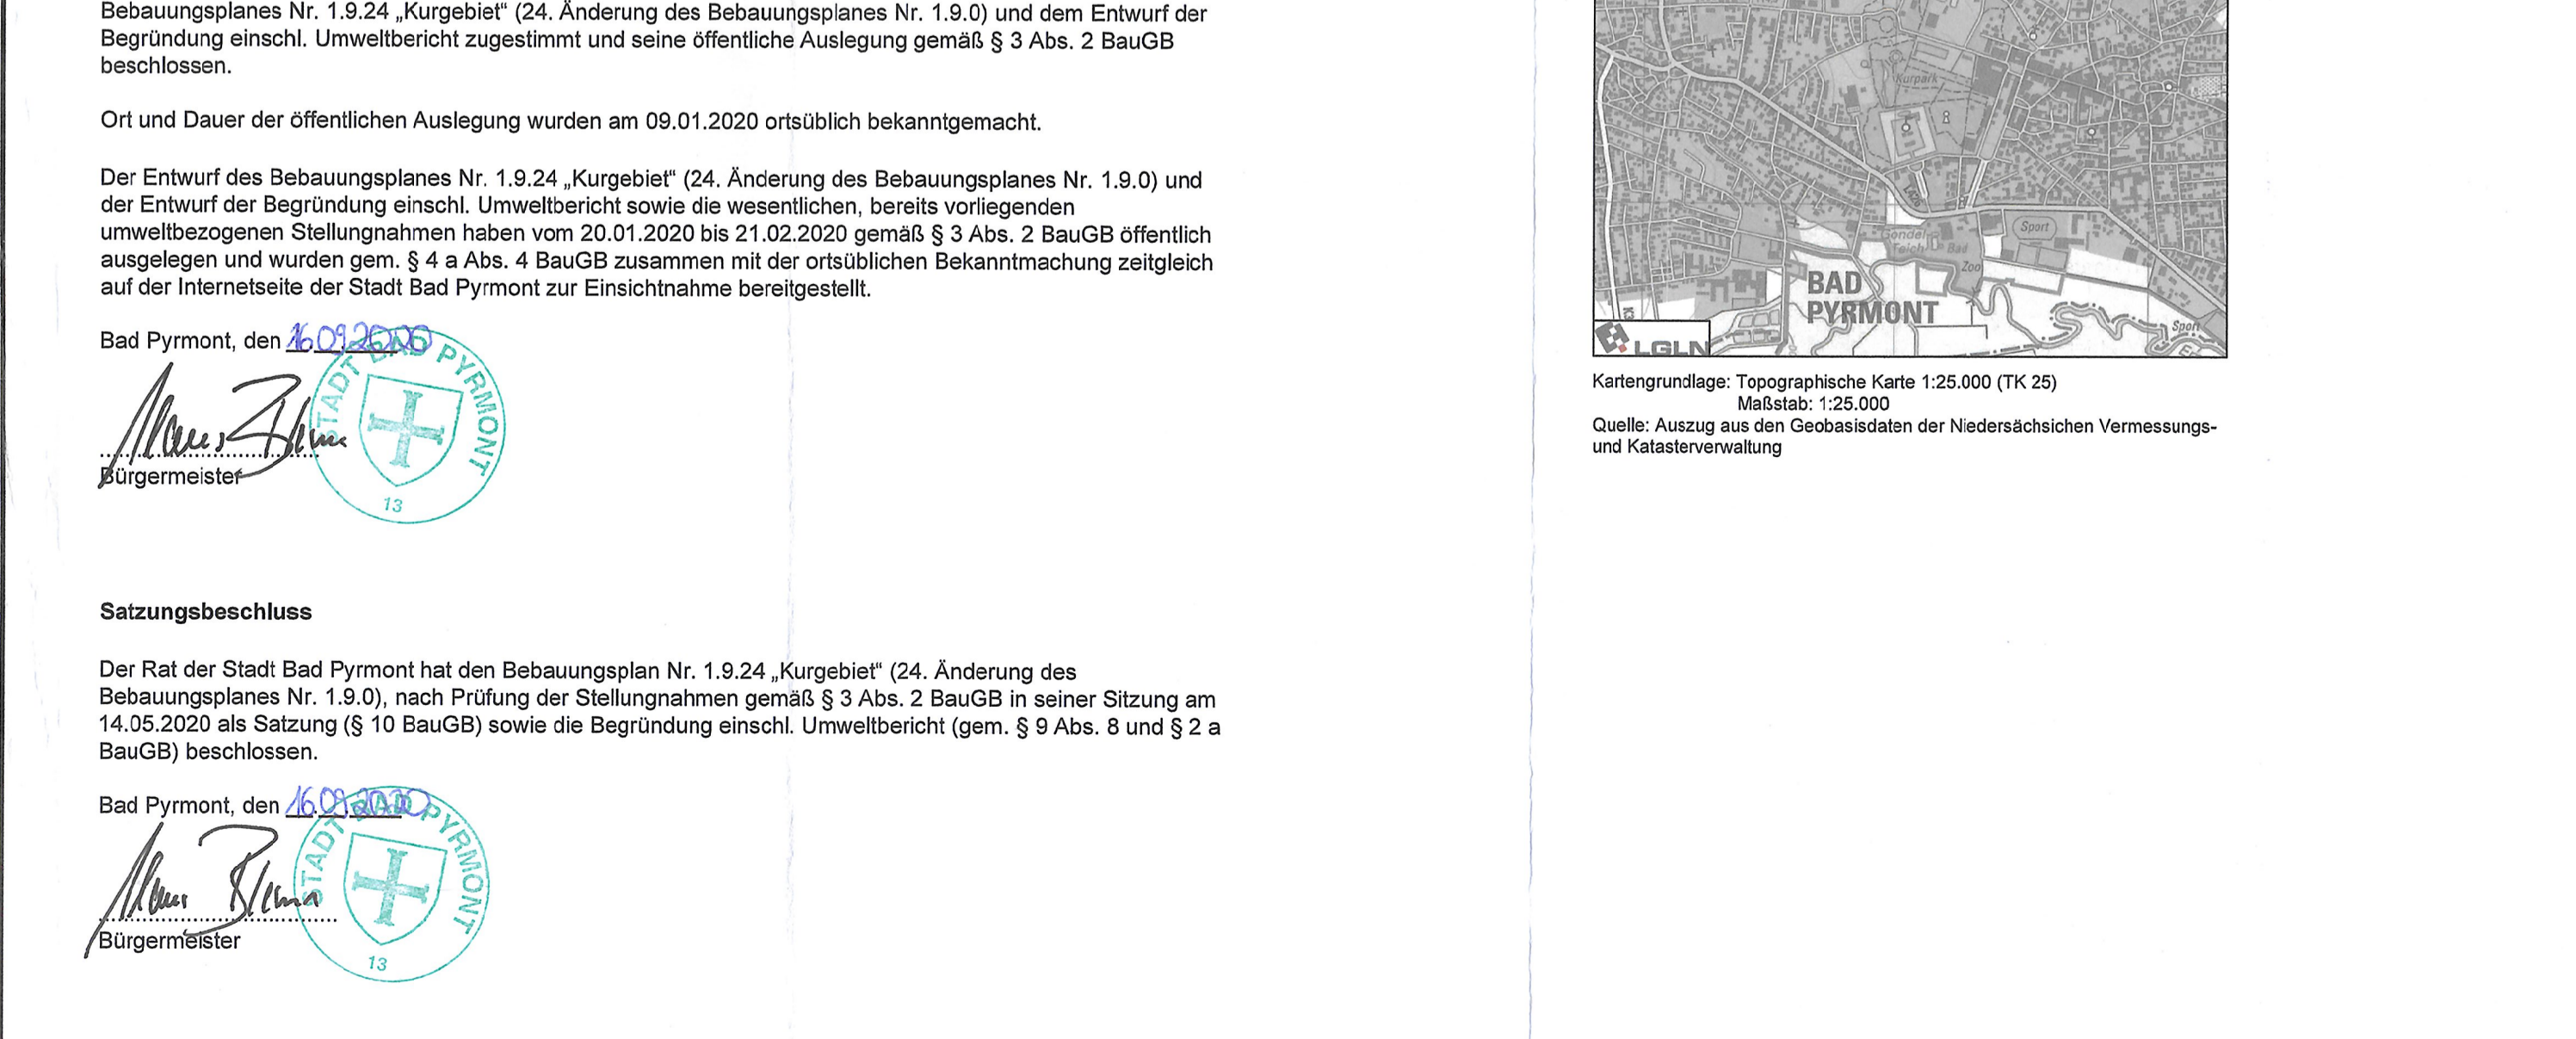 Bebauungsplanes Nr. 1.9.24 „Kurgebiet“ (24. Änderung des Bebauungsplanes Nr. 1.9.0) und dem Entwurf der
Begründung einschl. Umweltbericht zugestimmt und seine öffentliche Auslegung gemäß § 3 Abs. 2 BauGB
beschlossen.
Ort und Dauer der öffentlichen Auslegung wurden am 09.01.2020 ortsüblich bekanntgemacht.
Der Entwurf des Bebauungsplanes Nr. 1.9.24 „Kurgebiet“ (24. Änderung des Bebauungsplanes Nr. 1.9.0) und
der Entwurf der Begründung einschl. Umweltbericht sowie die wesentlichen, bereits vorliegenden
umweltbezogenen Stellungnahmen haben vom 20.01.2020 bis 21.02.2020 gemäß § 3 Abs. 2 BauGB öffentlich
ausgelegen und wurden gem. § 4 a Abs. 4 BauGB zusammen mit der ortsüblichen Bekanntmachung zeitgleich
auf der Internetseite der Stadt Bad Pyrmont zur Einsichtnahme bereitgestellt.
Bad Pyrmont, den 16.09.2020
STADT BAD PYRMONT
Bürgermeister
13
Satzungsbeschluss
Der Rat der Stadt Bad Pyrmont hat den Bebauungsplan Nr. 1.9.24 „Kurgebiet“ (24. Änderung des
Bebauungsplanes Nr. 1.9.0), nach Prüfung der Stellungnahmen gemäß § 3 Abs. 2 BauGB in seiner Sitzung am
14.05.2020 als Satzung (§ 10 BauGB) sowie die Begründung einschl. Umweltbericht (gem. § 9 Abs. 8 und § 2 a
BauGB) beschlossen.
Bad Pyrmont, den 16.09.2020
STADT BAD PYRMONT
Bürgermeister
13
Kurpark
Sport
Gondel-
Teich
Bad
Zoo
BAD
PYRMONT
Sport
LGLN
Kartengrundlage: Topographische Karte 1:25.000 (TK 25)
Maßstab: 1:25.000
Quelle: Auszug aus den Geobasisdaten der Niedersächsichen Vermessungs-
und Katasterverwaltung